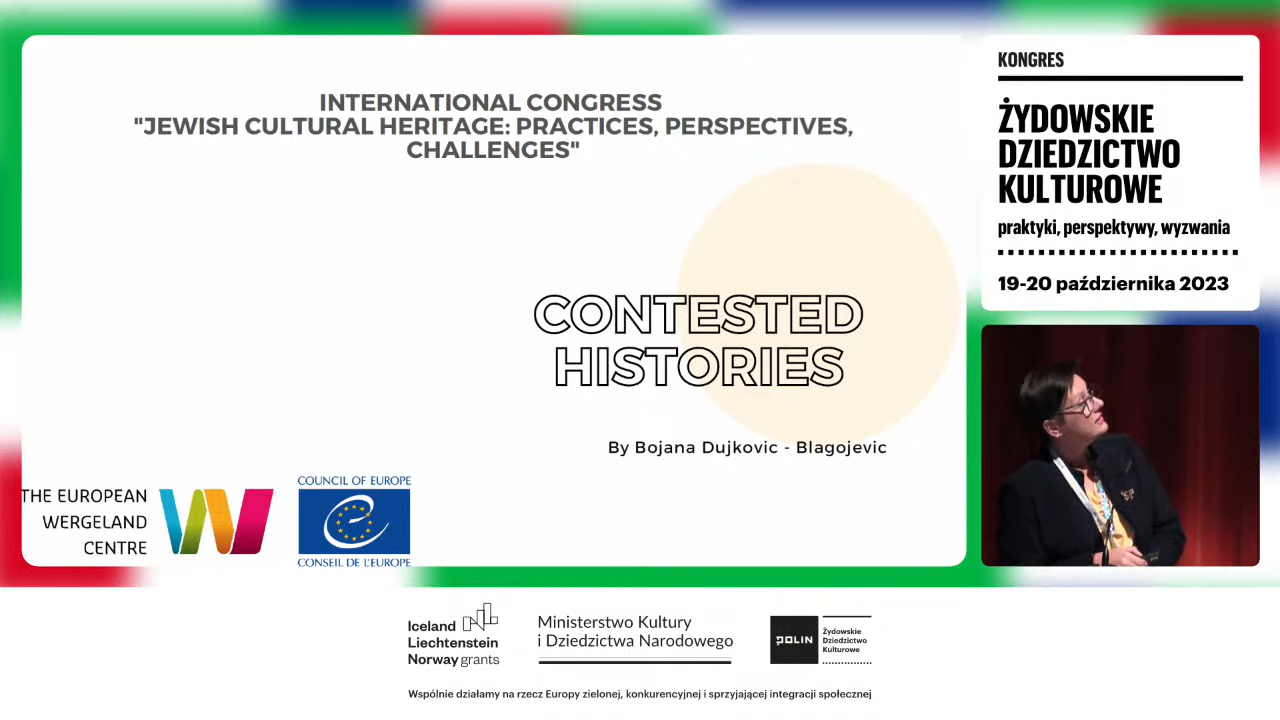 INTERNATIONAL CONGRESS
"JEWISH CULTURAL HERITAGE: PRACTICES, PERSPECTIVES,
CHALLENGES"
CONTESTED
HISTORIES
By Bojana Dujkovic - Blagojevic
THE EUROPEAN
WERGELAND
CENTRE
COUNCIL OF EUROPE
CONSEIL DE L'EUROPE
KONGRES
ŻYDOWSKIE
DZIEDZICTWO
KULTUROWE
praktyki, perspektywy, wyzwania
19-20 października 2023
Iceland
Liechtenstein
Norway grants
Ministerstwo Kultury
i Dziedzictwa Narodowego
POLIN
Żydowskie
Dziedzictwo
Kulturowe
Wspólnie działamy na rzecz Europy zielonej, konkurencyjnej i sprzyjającej integracji społecznej